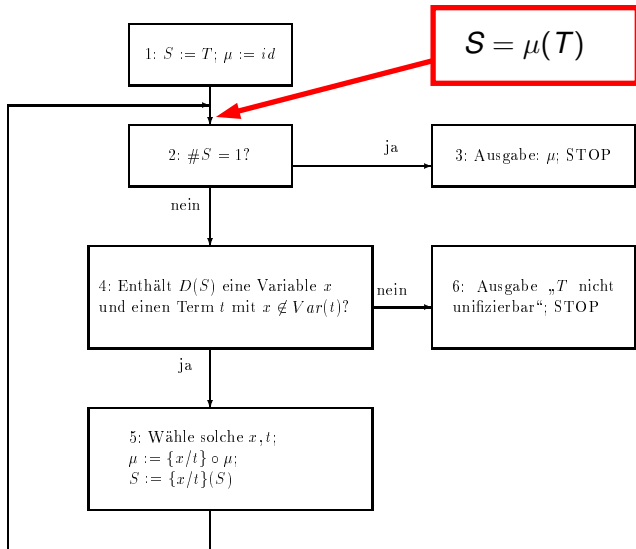 S = μ(T)
1: S := T; μ := id
2: #S = 1?
ja
3: Ausgabe: μ; STOP
nein
4: Enthält D(S) eine Variable x
und einen Term t mit x ∉ Var(t)?
nein
6: Ausgabe „T nicht
unifizierbar“; STOP
ja
5: Wähle solche x, t;
μ := {x/t} ∘ μ;
S := {x/t}(S)